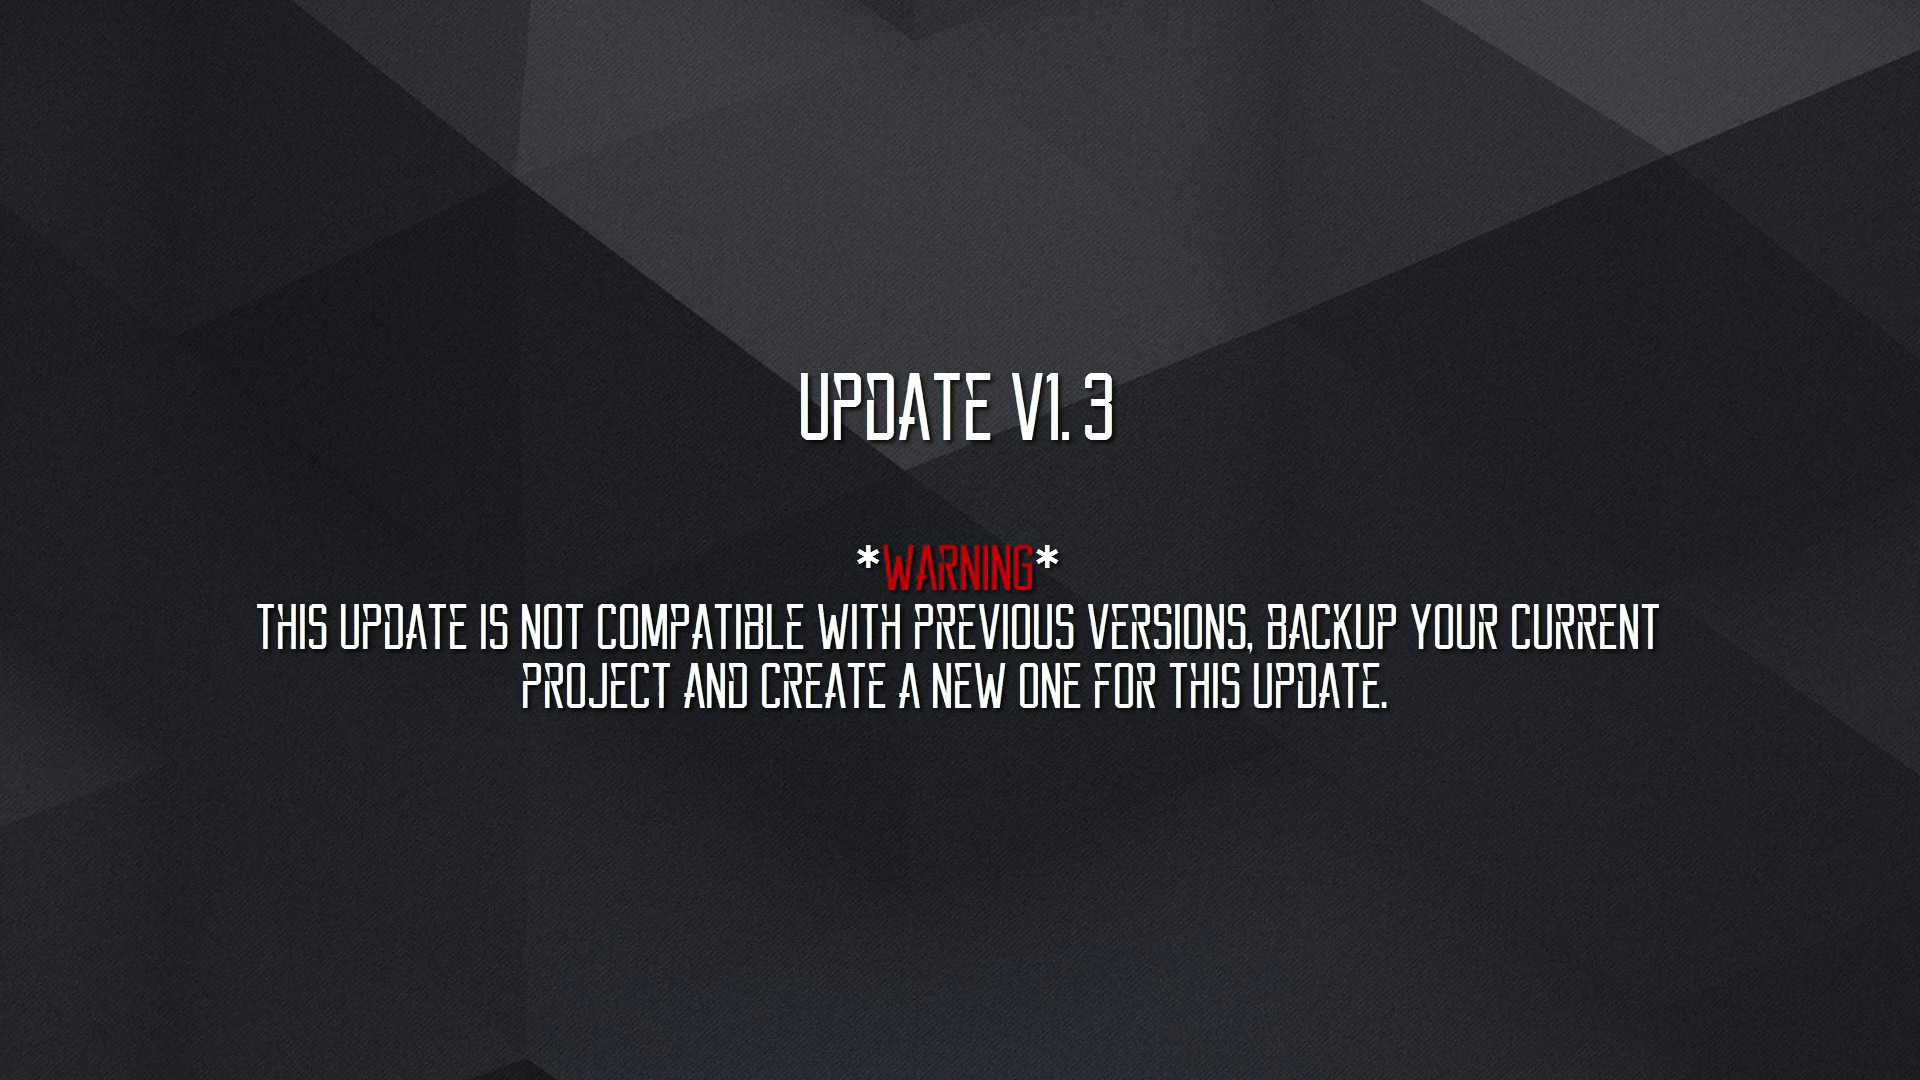 UPDATE V1.3
*WARNING*
THIS UPDATE IS NOT COMPATIBLE WITH PREVIOUS VERSIONS, BACKUP YOUR CURRENT
PROJECT AND CREATE A NEW ONE FOR THIS UPDATE.